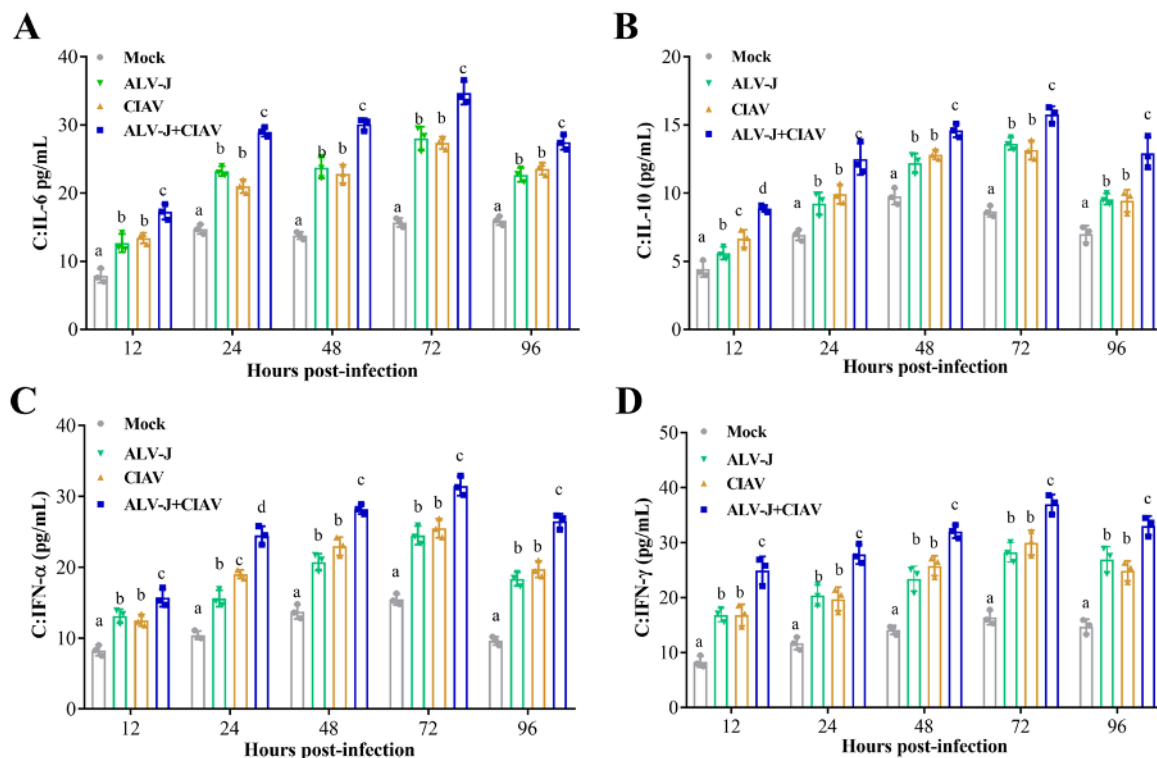 A
C:IL-6 pg/mL
40
30
20
10
0
Mock
ALV-J
CIAV
ALV-J+CIAV
a b b c
a b b c
a b b c
a b b c
a b b c
12 24 48 72 96
Hours post-infection
B
C:IL-10 (pg/mL)
20
15
10
5
0
Mock
ALV-J
CIAV
ALV-J+CIAV
a b c d
a b b c
a b b c
a b b c
a b b c
12 24 48 72 96
Hours post-infection
C
C:IFN-α (pg/mL)
40
30
20
10
0
Mock
ALV-J
CIAV
ALV-J+CIAV
a b b c
a b c d
a b b c
a b b c
a b b c
12 24 48 72 96
Hours post-infection
D
C:IFN-γ (pg/mL)
50
40
30
20
10
0
Mock
ALV-J
CIAV
ALV-J+CIAV
a b b c
a b b c
a b b c
a b b c
a b b c
12 24 48 72 96
Hours post-infection